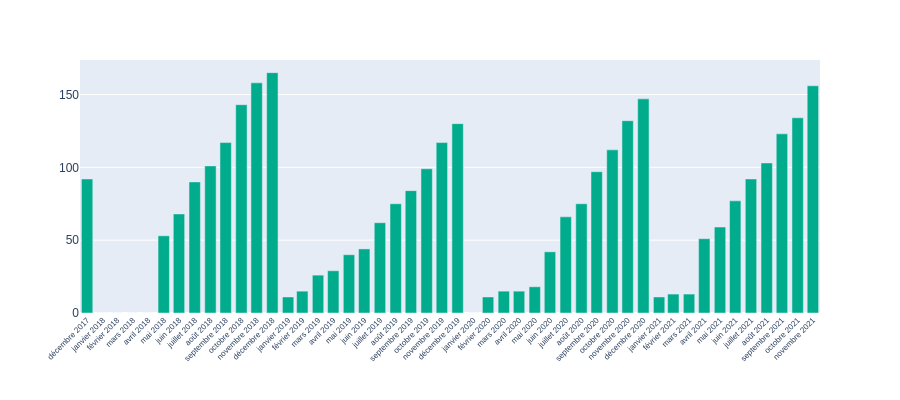 150
100
50
0
décembre 2017
janvier 2018
février 2018
mars 2018
avril 2018
mai 2018
juin 2018
juillet 2018
août 2018
septembre 2018
octobre 2018
novembre 2018
décembre 2018
janvier 2019
février 2019
mars 2019
avril 2019
mai 2019
juin 2019
juillet 2019
août 2019
septembre 2019
octobre 2019
novembre 2019
décembre 2019
janvier 2020
février 2020
mars 2020
avril 2020
mai 2020
juin 2020
juillet 2020
août 2020
septembre 2020
octobre 2020
novembre 2020
décembre 2020
janvier 2021
février 2021
mars 2021
avril 2021
mai 2021
juin 2021
juillet 2021
août 2021
septembre 2021
octobre 2021
novembre 2021